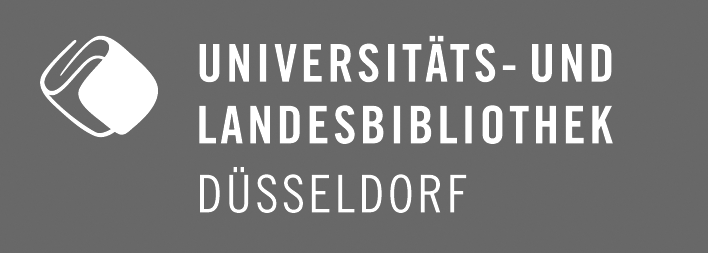 UNIVERSITÄTS- UND
LANDESBIBLIOTHEK
DÜSSELDORF